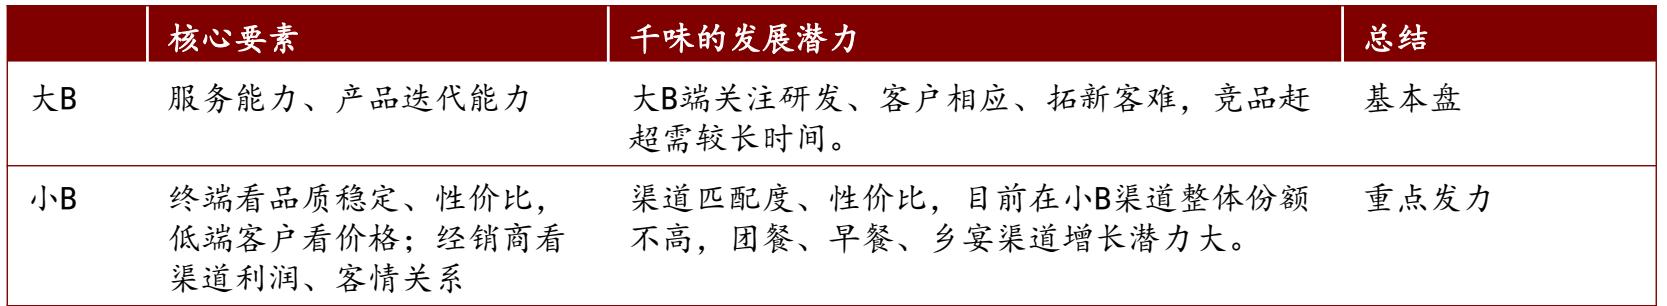 核心要素 千味的发展潜力 总结
大B 服务能力、产品迭代能力 大B端关注研发、客户相应、拓新客难，竞品赶 基本盘
超需较长时间。
小B 终端看品质稳定、性价比， 渠道匹配度、性价比，目前在小B渠道整体份额 重点发力
低端客户看价格；经销商看 不高，团餐、早餐、乡宴渠道增长潜力大。
渠道利润、客情关系